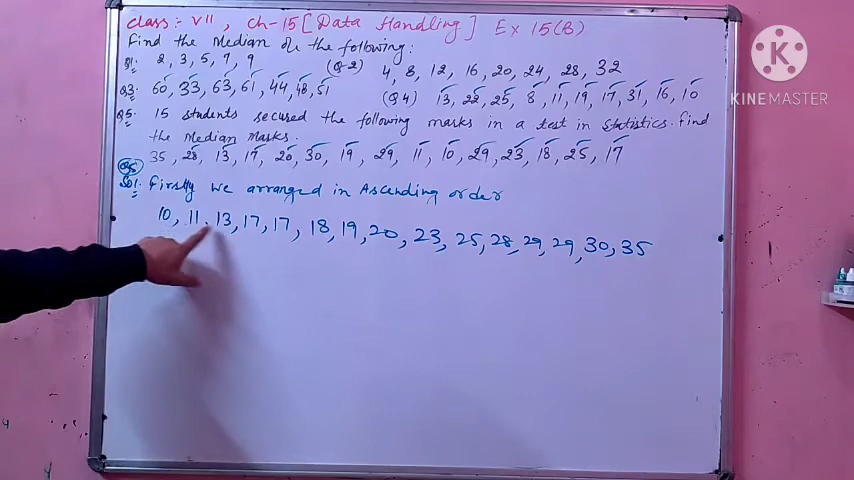 Class:- VII, Ch-15 [Data Handling] Ex 15(B)
Find the Median of the following:
Q1: 2, 3, 5, 7, 9 (Q2) 4, 8, 12, 16, 20, 24, 28, 32
Q3: 60, 33, 63, 61, 44, 48, 51 (Q4) 13, 22, 25, 8, 11, 19, 17, 31, 16, 10
Q5: 15 students secured the following marks in a test in Statistics. Find
the Median Marks.
35, 28, 13, 17, 20, 30, 19, 29, 11, 10, 29, 23, 18, 25, 17
Q5
Sol. Firstly we arranged in Ascending order
10, 11, 13, 17, 17, 18, 19, 20, 23, 25, 28, 29, 29, 30, 35
KINEMASTER